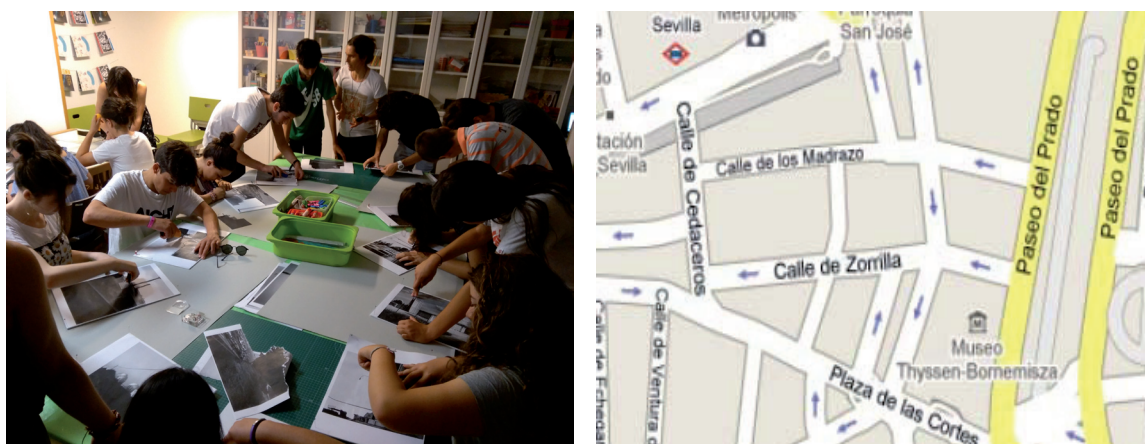 Sevilla
Metrópolis
Parroquia
San José
tación
Sevilla
Calle de Cedaceros
Calle de los Madrazo
Paseo del Prado
Paseo del Prado
Calle de Zorrilla
Calle de Ventura d
Museo
Thyssen-Bornemisza
Plaza de las Cortes